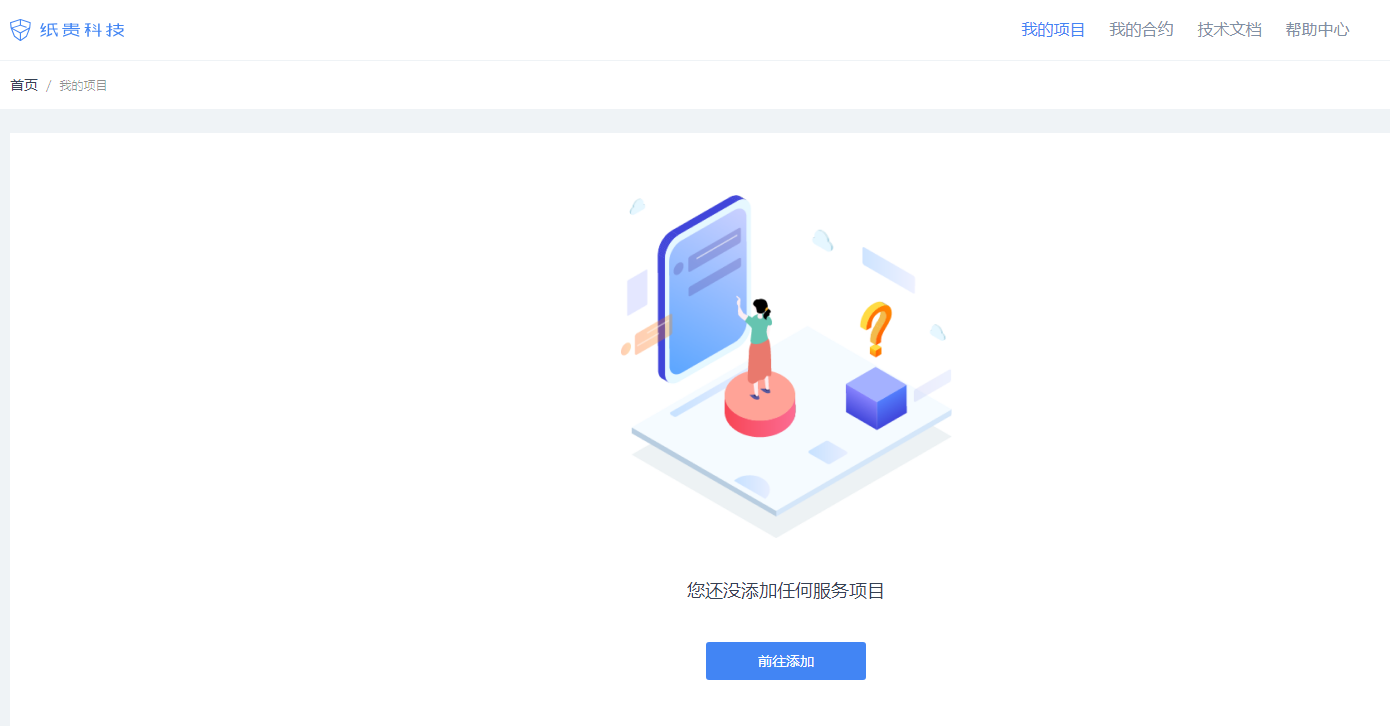 纸贵科技
我的项目 我的合约 技术文档 帮助中心
首页 / 我的项目
您还没添加任何服务项目
前往添加